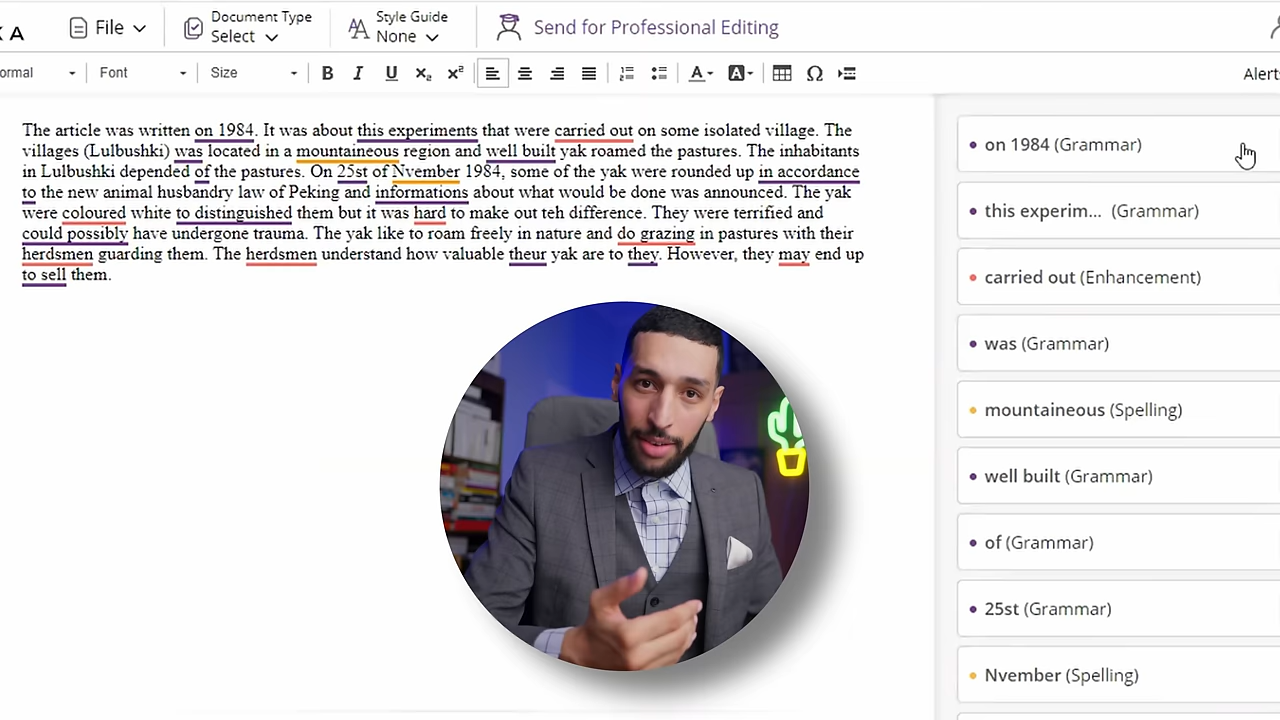 K A
File
Document Type
Select
Style Guide
None
Send for Professional Editing
ormal
Font
Size
B I U X₂ X² A A Ω
Alerts
The article was written on 1984. It was about this experiments that were carried out on some isolated village. The
villages (Lulbushki) was located in a mountaineous region and well built yak roamed the pastures. The inhabitants
in Lulbushki depended of the pastures. On 25st of Nvember 1984, some of the yak were rounded up in accordance
to the new animal husbandry law of Peking and informations about what would be done was announced. The yak
were coloured white to distinguished them but it was hard to make out teh difference. They were terrified and
could possibly have undergone trauma. The yak like to roam freely in nature and do grazing in pastures with their
herdsmen guarding them. The herdsmen understand how valuable theur yak are to they. However, they may end up
to sell them.
on 1984 (Grammar)
this experim... (Grammar)
carried out (Enhancement)
was (Grammar)
mountaineous (Spelling)
well built (Grammar)
of (Grammar)
25st (Grammar)
Nvember (Spelling)